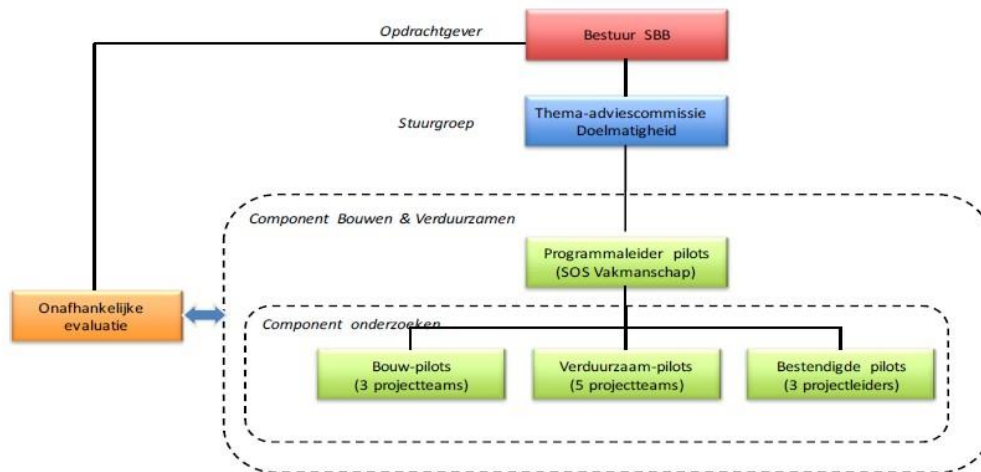 Opdrachtgever
Bestuur SBB
Stuurgroep
Thema-adviescommissie
Doelmatigheid
Component Bouwen & Verduurzamen
Programmaleider pilots
(SOS Vakmanschap)
Onafhankelijke
evaluatie
Component onderzoeken
Bouw-pilots
(3 projectteams)
Verduurzaam-pilots
(5 projectteams)
Bestendigde pilots
(3 projectleiders)